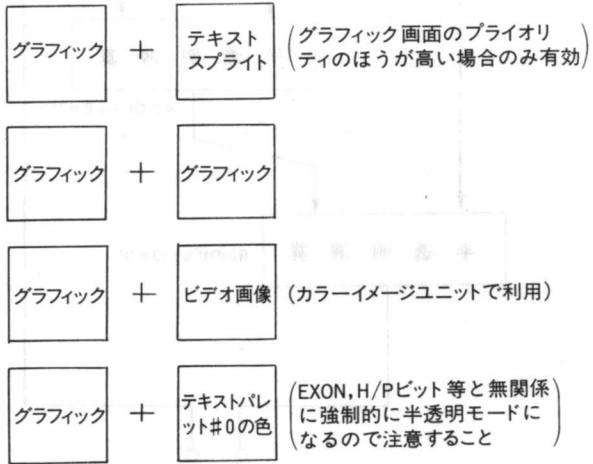 グラフィック + テキスト
スプライト
(グラフィック画面のプライオリ
ティのほうが高い場合のみ有効)
グラフィック + グラフィック
グラフィック + ビデオ画像 (カラーイメージユニットで利用)
グラフィック + テキストパレ
ット#0の色
(EXON,H/Pビット等と無関係
に強制的に半透明モードに
なるので注意すること)